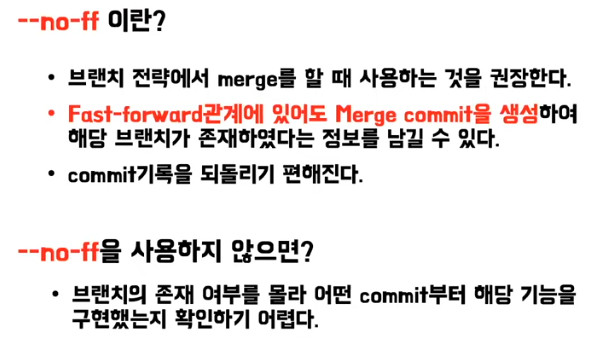 --no-ff 이란?
• 브랜치 전략에서 merge를 할 때 사용하는 것을 권장한다.
• Fast-forward관계에 있어도 Merge commit을 생성하여
해당 브랜치가 존재하였다는 정보를 남길 수 있다.
• commit기록을 되돌리기 편해진다.
--no-ff을 사용하지 않으면?
• 브랜치의 존재 여부를 몰라 어떤 commit부터 해당 기능을
구현했는지 확인하기 어렵다.